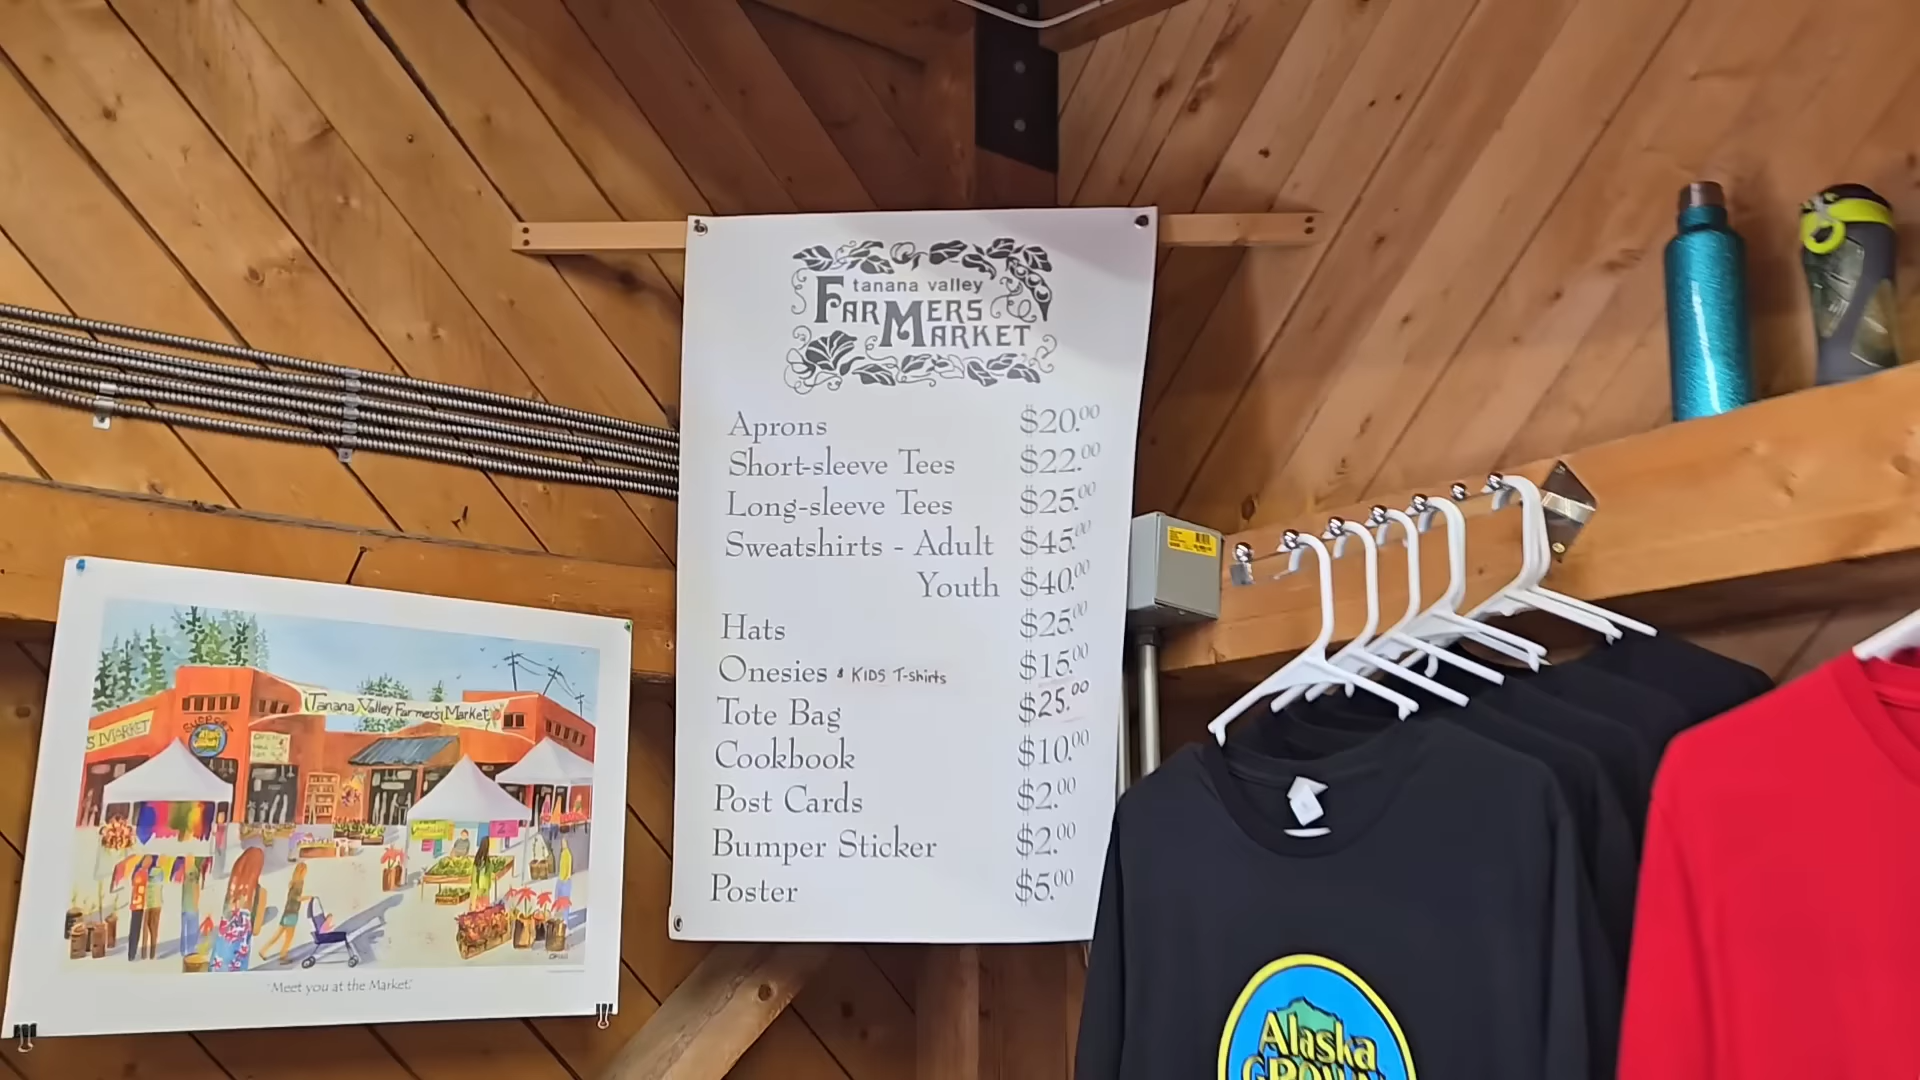 tanana valley
FARMERS
MARKET
Aprons $20.00
Short-sleeve Tees $22.00
Long-sleeve Tees $25.00
Sweatshirts - Adult $45.00
Youth $40.00
Hats $25.00
Onesies & KIDS T-shirts $15.00
Tote Bag $25.00
Cookbook $10.00
Post Cards $2.00
Bumper Sticker $2.00
Poster $5.00
Tanana Valley Farmer's Market
S MARKET
"Meet you at the Market."
Alaska
GROWN